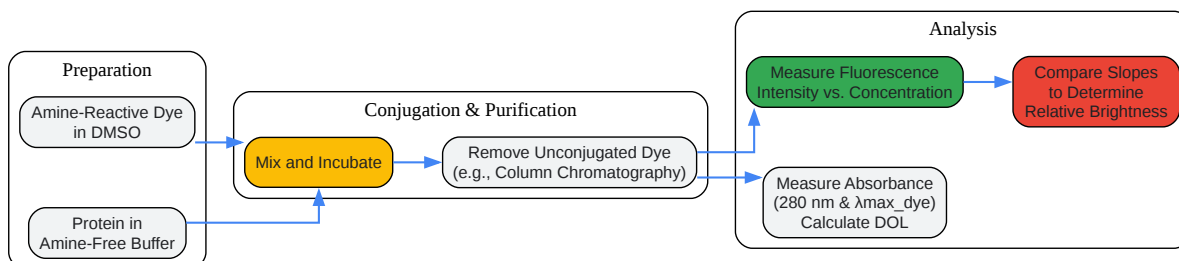 Preparation
Amine-Reactive Dye
in DMSO
Protein in
Amine-Free Buffer
Conjugation & Purification
Mix and Incubate
Remove Unconjugated Dye
(e.g., Column Chromatography)
Analysis
Measure Fluorescence
Intensity vs. Concentration
Compare Slopes
to Determine
Relative Brightness
Measure Absorbance
(280 nm & λmax_dye)
Calculate DOL